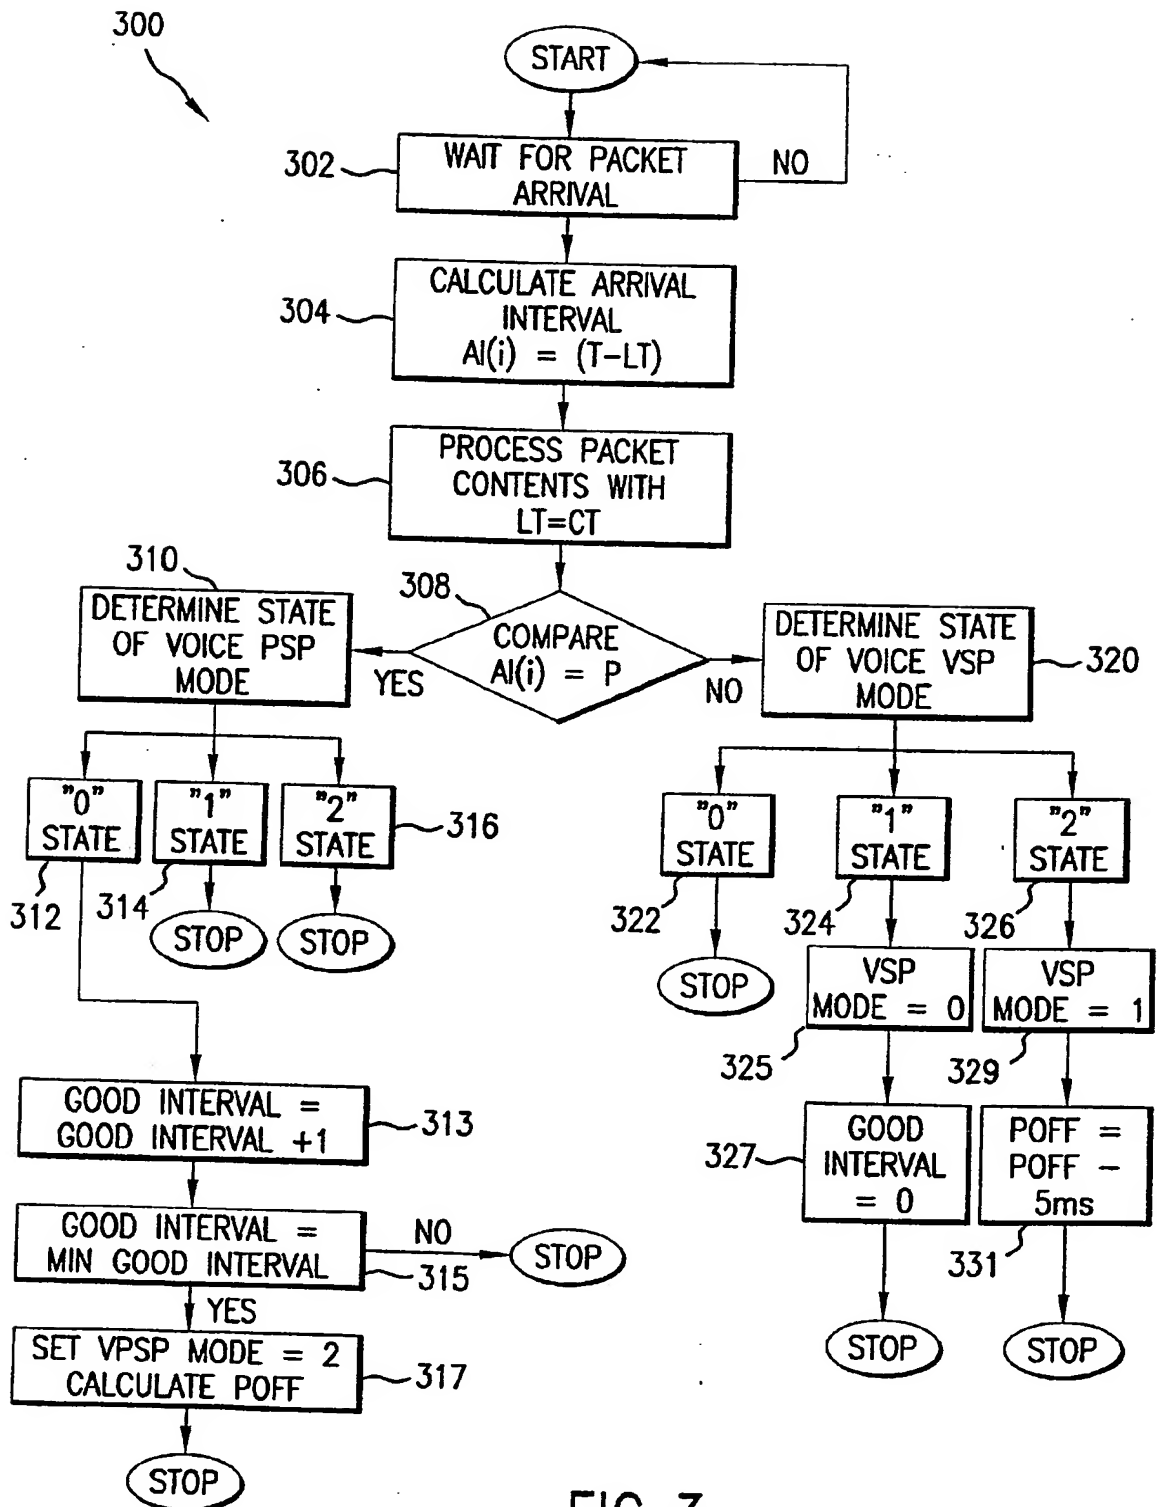 300
START
302
WAIT FOR PACKET
ARRIVAL
NO
304
CALCULATE ARRIVAL
INTERVAL
AI(i) = (T-LT)
306
PROCESS PACKET
CONTENTS WITH
LT=CT
310
DETERMINE STATE
OF VOICE PSP
MODE
308
COMPARE
AI(i) = P
YES
NO
DETERMINE STATE
OF VOICE VSP
MODE
320
"0"
STATE
312
"1"
STATE
314
"2"
STATE
316
STOP
STOP
"0"
STATE
322
STOP
"1"
STATE
324
"2"
STATE
326
VSP
MODE = 0
325
VSP
MODE = 1
329
GOOD INTERVAL =
GOOD INTERVAL +1
313
327
GOOD
INTERVAL
= 0
POFF =
POFF -
5ms
331
GOOD INTERVAL =
MIN GOOD INTERVAL
315
NO
STOP
YES
SET VPSP MODE = 2
CALCULATE POFF
317
STOP
STOP
STOP
FIG. 3